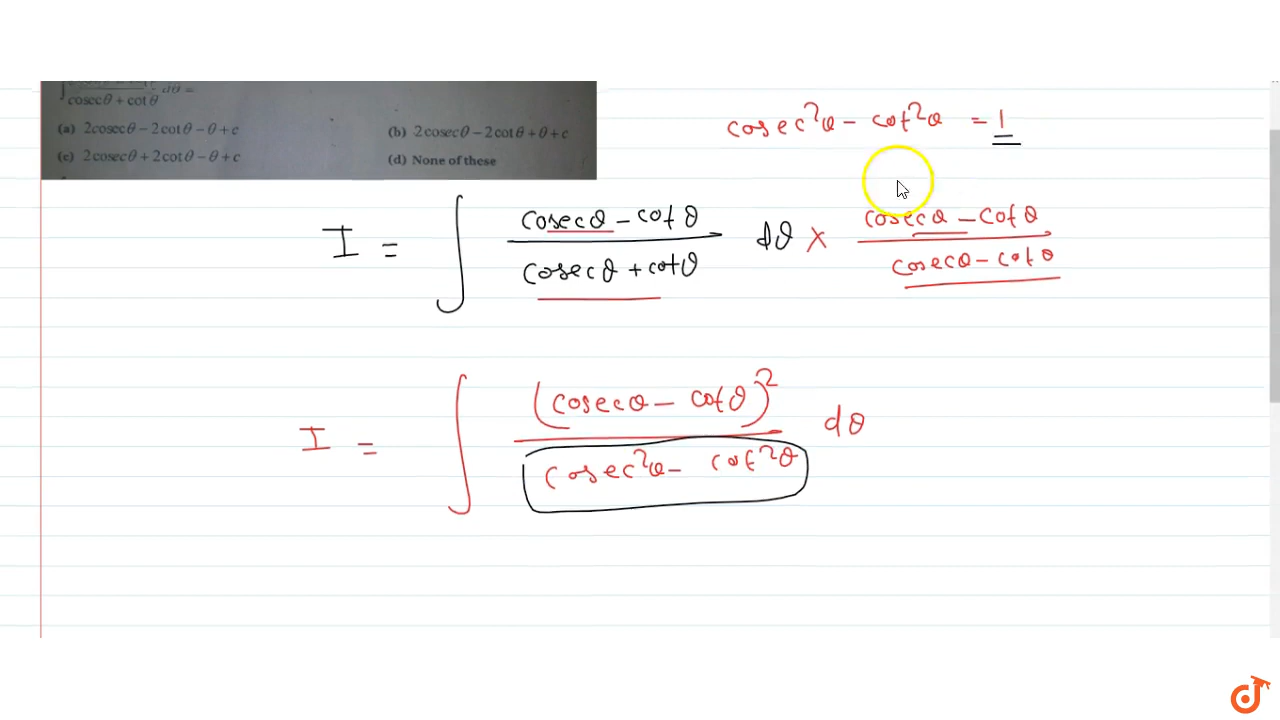 ∫ dθ =
cosecθ + cotθ
(a) 2cosecθ − 2cotθ − θ + c (b) 2cosecθ − 2cotθ + θ + c
(c) 2cosecθ + 2cotθ − θ + c (d) None of these
cosec²θ − cot²θ = 1
I = ∫ (cosecθ − cotθ)/(cosecθ + cotθ) dθ × (cosecθ − cotθ)/(cosecθ − cotθ)
I = ∫ (cosecθ − cotθ)²/(cosec²θ − cot²θ) dθ